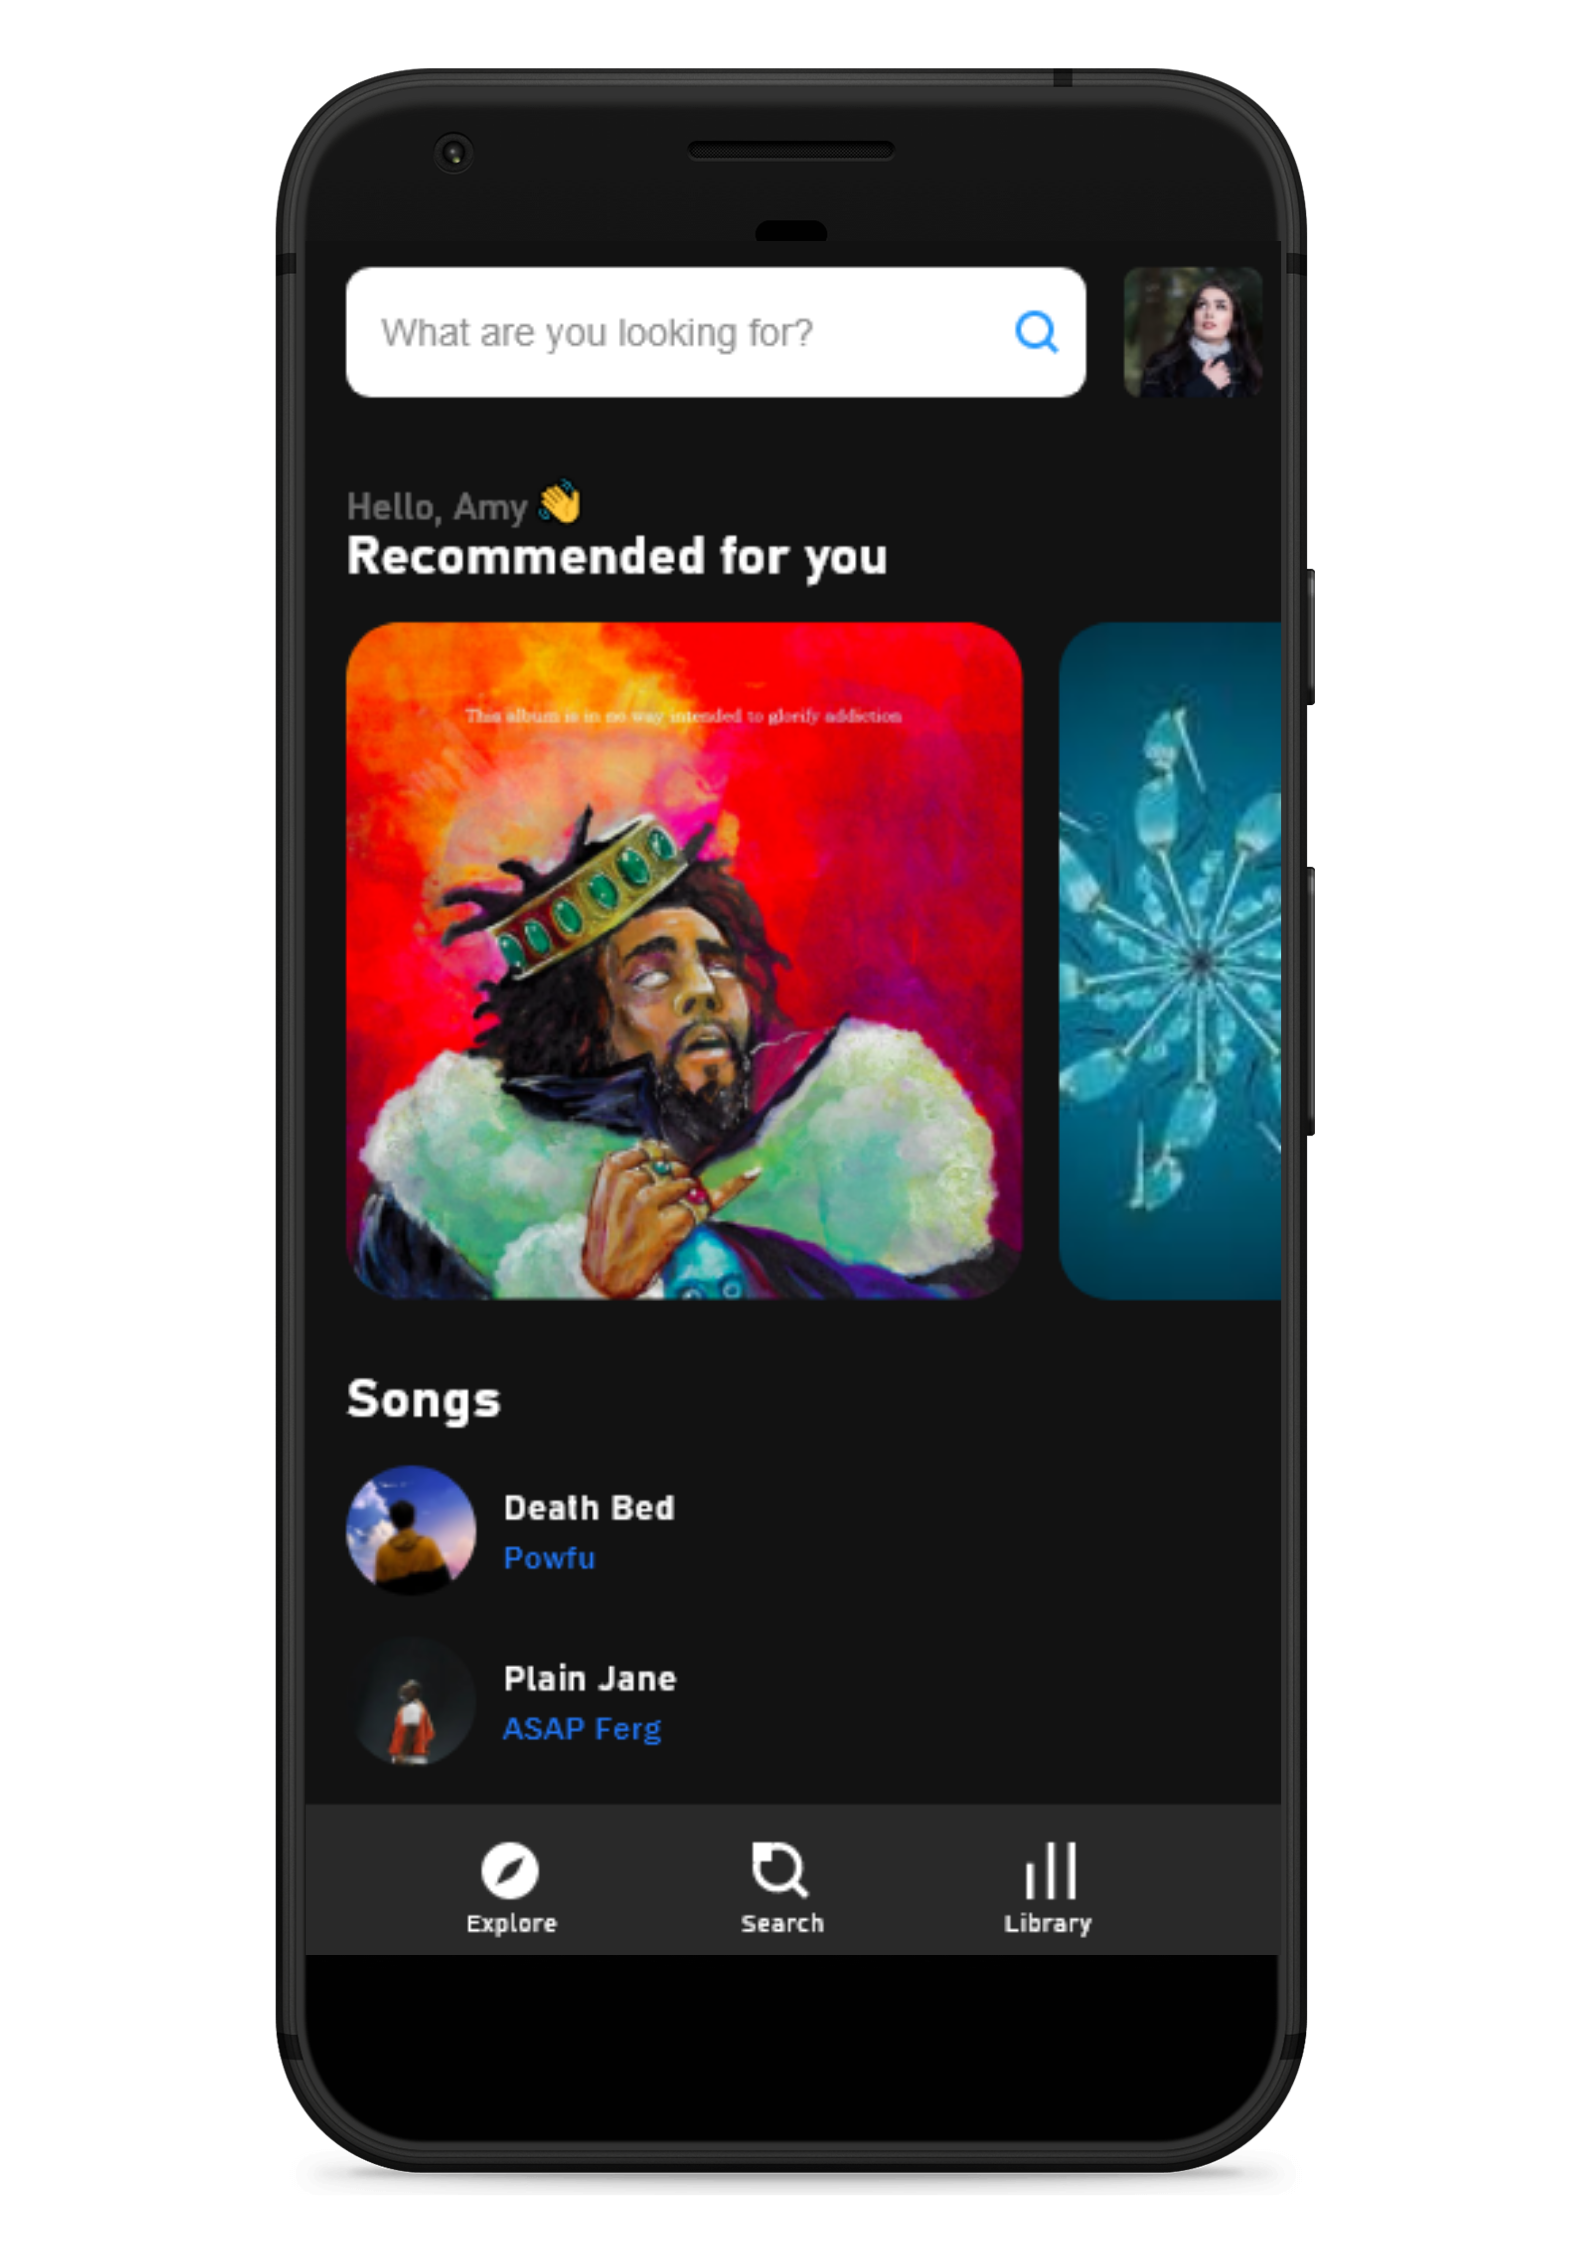 What are you looking for?
Hello, Amy 👋
Recommended for you
This album is in no way intended to glorify addiction
Songs
Death Bed
Powfu
Plain Jane
ASAP Ferg
Explore
Search
Library